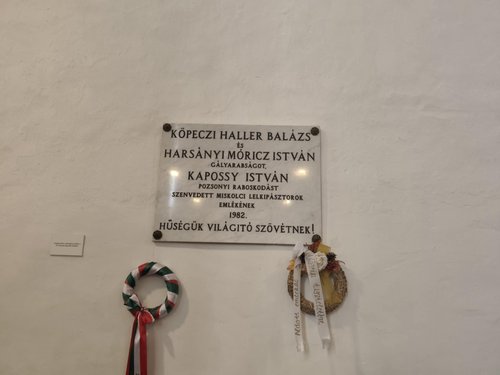 KÖPECZI HALLER BALÁZS
ÉS
HARSÁNYI MÓRICZ ISTVÁN
GÁLYARABSÁGOT,
KAPOSSY ISTVÁN
POZSONYI RABOSKODÁST
SZENVEDETT MISKOLCI LELKIPÁSZTOROK
EMLÉKÉNEK
1982.
HŰSÉGÜK VILÁGITÓ SZÖVÉTNEK!